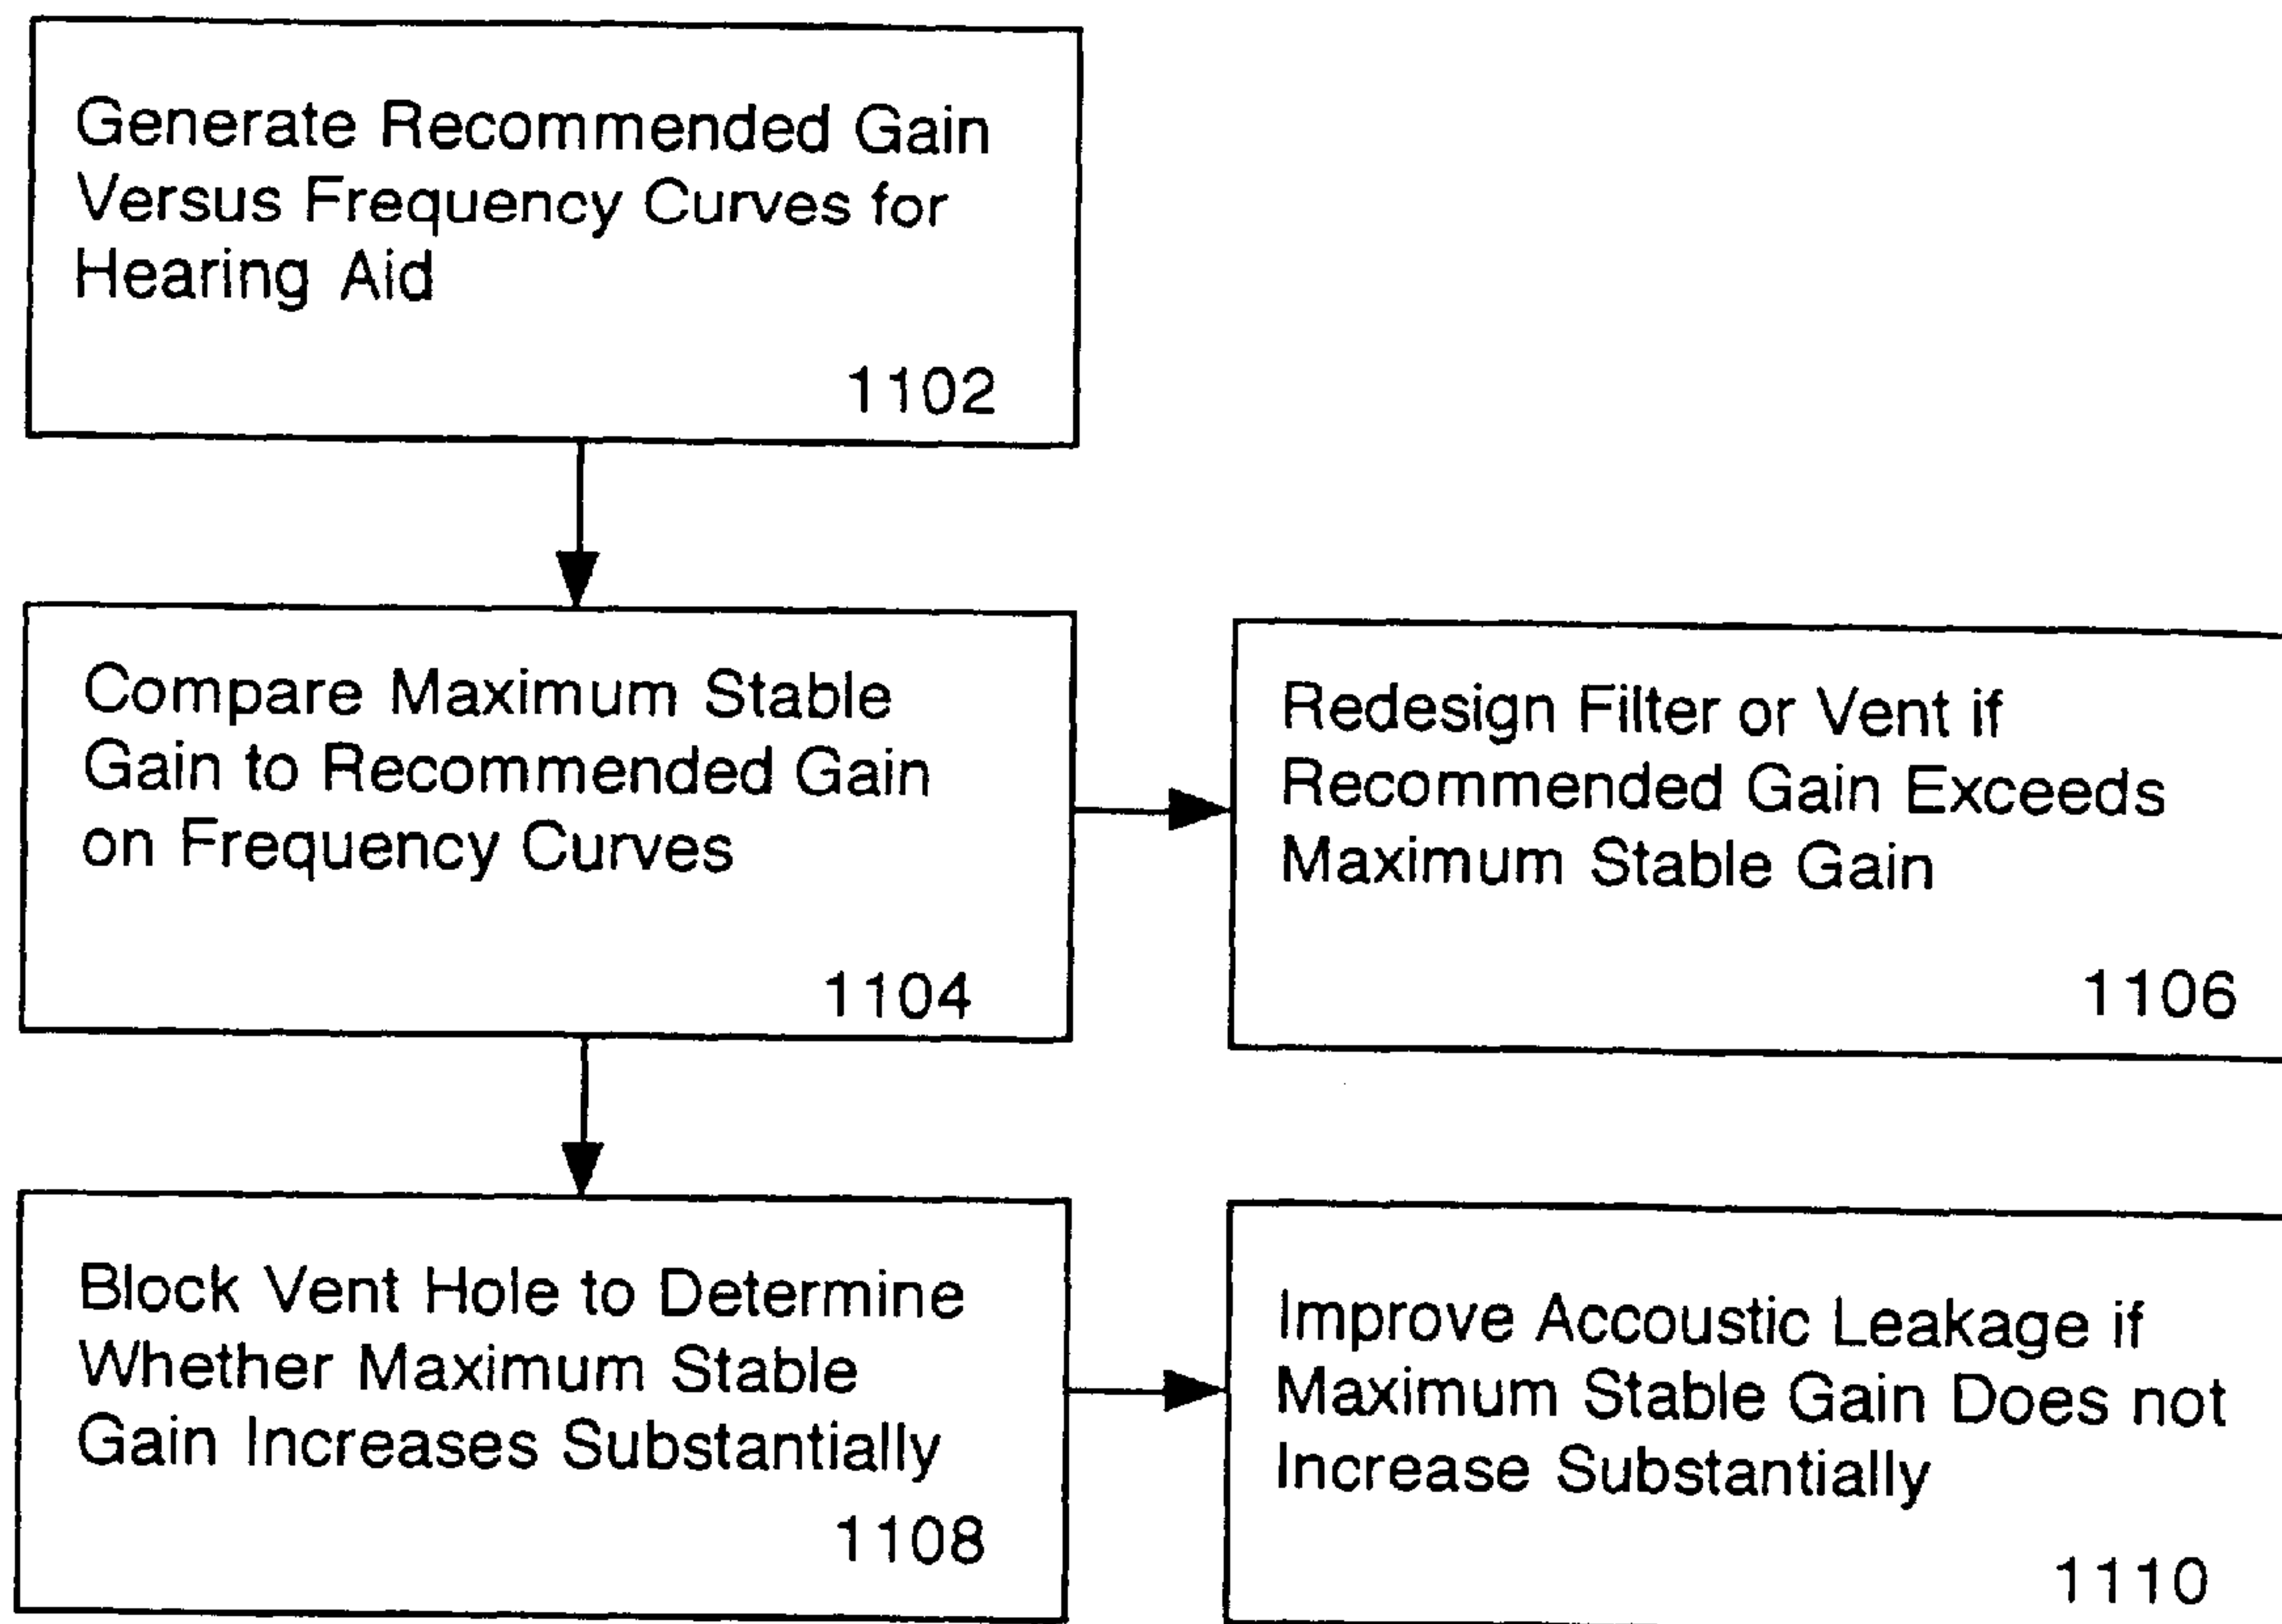 Generate Recommended Gain
Versus Frequency Curves for
Hearing Aid
1102
Compare Maximum Stable
Gain to Recommended Gain
on Frequency Curves
1104
Redesign Filter or Vent if
Recommended Gain Exceeds
Maximum Stable Gain
1106
Block Vent Hole to Determine
Whether Maximum Stable
Gain Increases Substantially
1108
Improve Accoustic Leakage if
Maximum Stable Gain Does not
Increase Substantially
1110